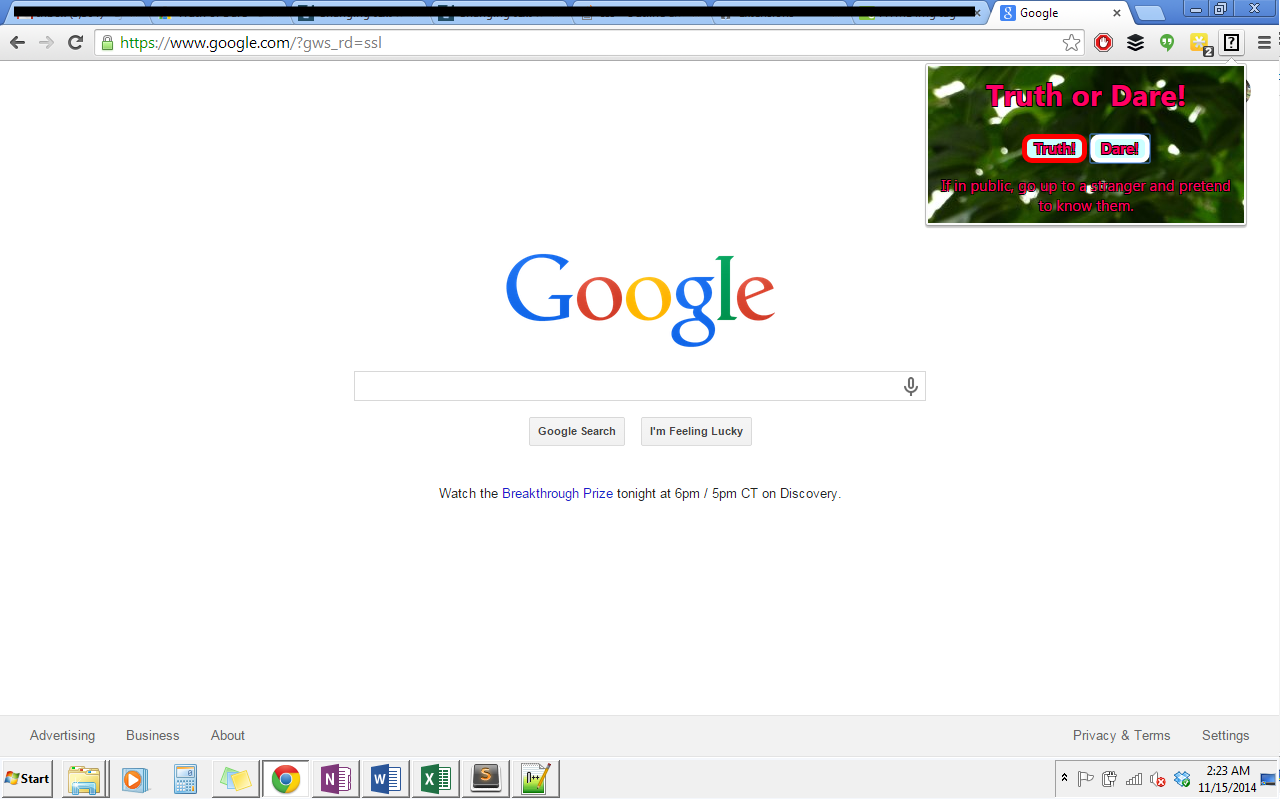 Google
https://www.google.com/?gws_rd=ssl
2
Truth or Dare!
Truth! Dare!
If in public, go up to a stranger and pretend
to know them.
Google
Google Search I'm Feeling Lucky
Watch the Breakthrough Prize tonight at 6pm / 5pm CT on Discovery.
Advertising Business About Privacy & Terms Settings
Start
2:23 AM
11/15/2014